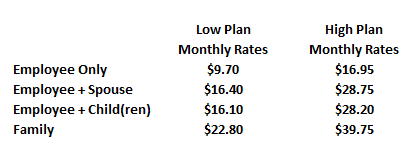 Low Plan High Plan
Monthly Rates Monthly Rates
Employee Only $9.70 $16.95
Employee + Spouse $16.40 $28.75
Employee + Child(ren) $16.10 $28.20
Family $22.80 $39.75